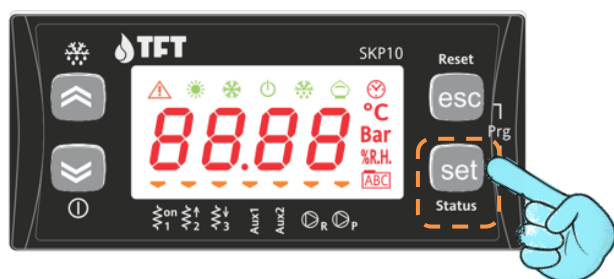 TFT
SKP10
Reset
esc
Prg
set
Status
88.88
°C
Bar
%R.H.
ABC
on
1
2
3
Aux1
Aux2
R
P